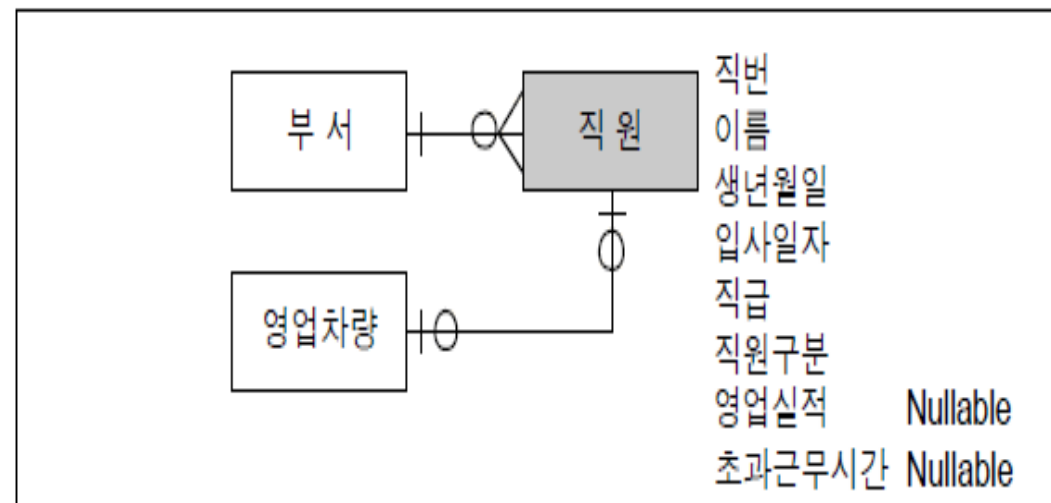 부 서
직 원
영업차량
직번
이름
생년월일
입사일자
직급
직원구분
영업실적 Nullable
초과근무시간 Nullable